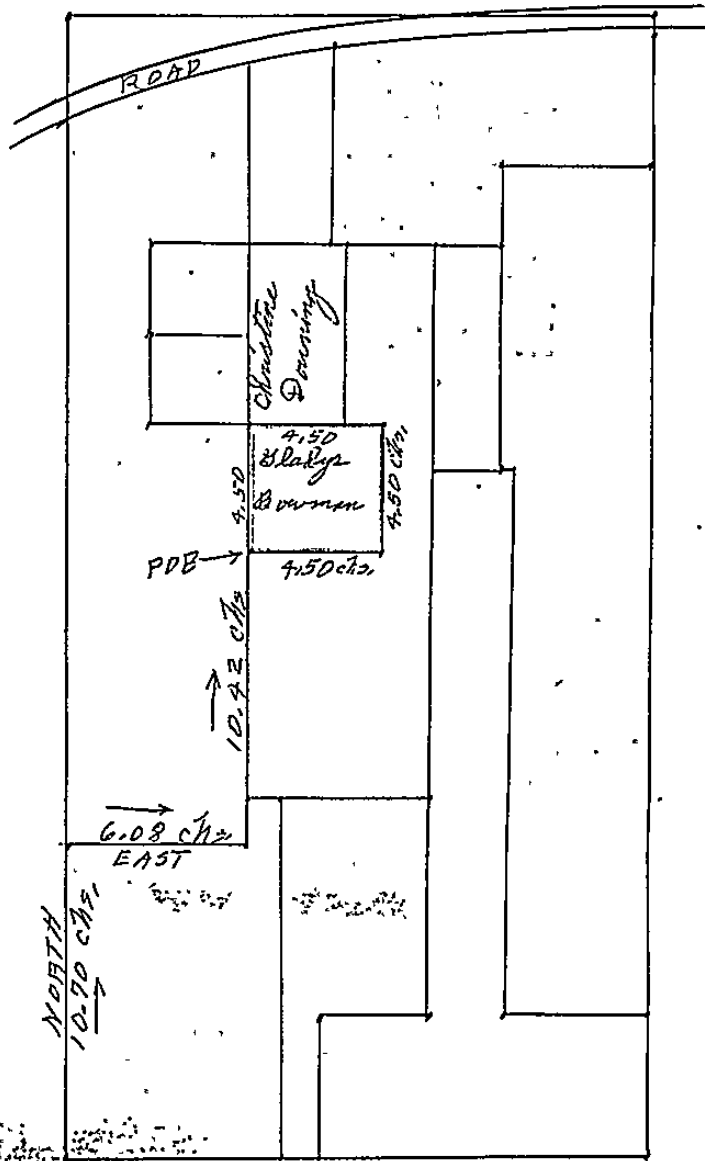 ROAD
Christine
Downing
4.50
Gladys
Bowman
4.50
4.50 chs.
POB
4.50 chs.
10.42 chs
6.08 chs.
EAST
NORTH
10.70 chs.